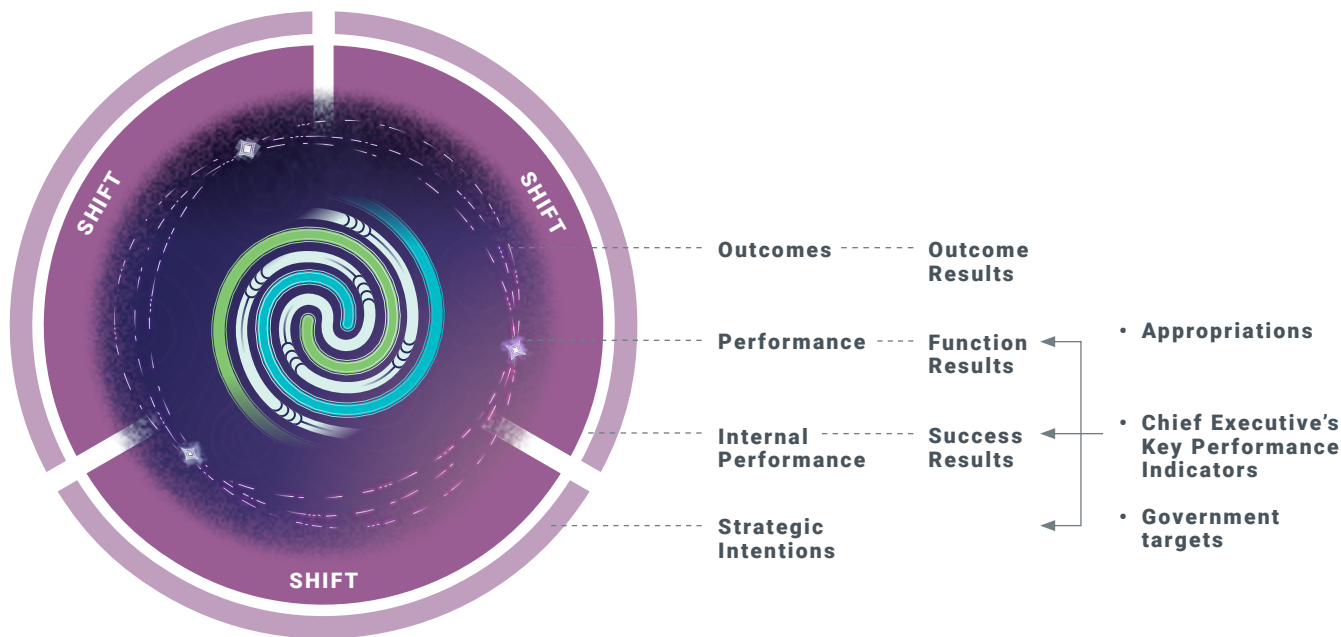 SHIFT
SHIFT
SHIFT
Outcomes
Outcome
Results
Performance
Function
Results
Internal
Performance
Success
Results
Strategic
Intentions
• Appropriations
• Chief Executive’s
Key Performance
Indicators
• Government
targets